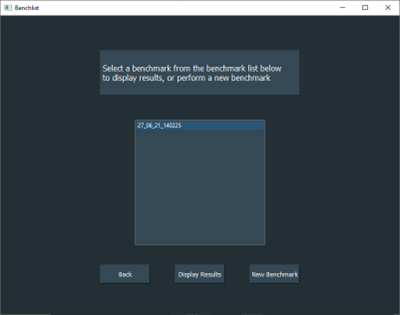 Benchlist
Select a benchmark from the benchmark list below
to display results, or perform a new benchmark
27_06_21_140225
Back
Display Results
New Benchmark